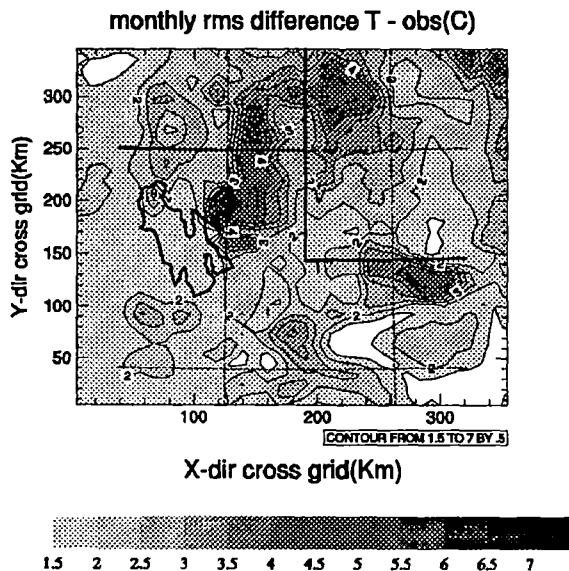 monthly rms difference T - obs(C)
Y-dir cross grid(Km)
300
250
200
150
100
50
100
200
300
CONTOUR FROM 1.5 TO 7 BY .5
X-dir cross grid(Km)
1.5 2 2.5 3 3.5 4 4.5 5 5.5 6 6.5 7